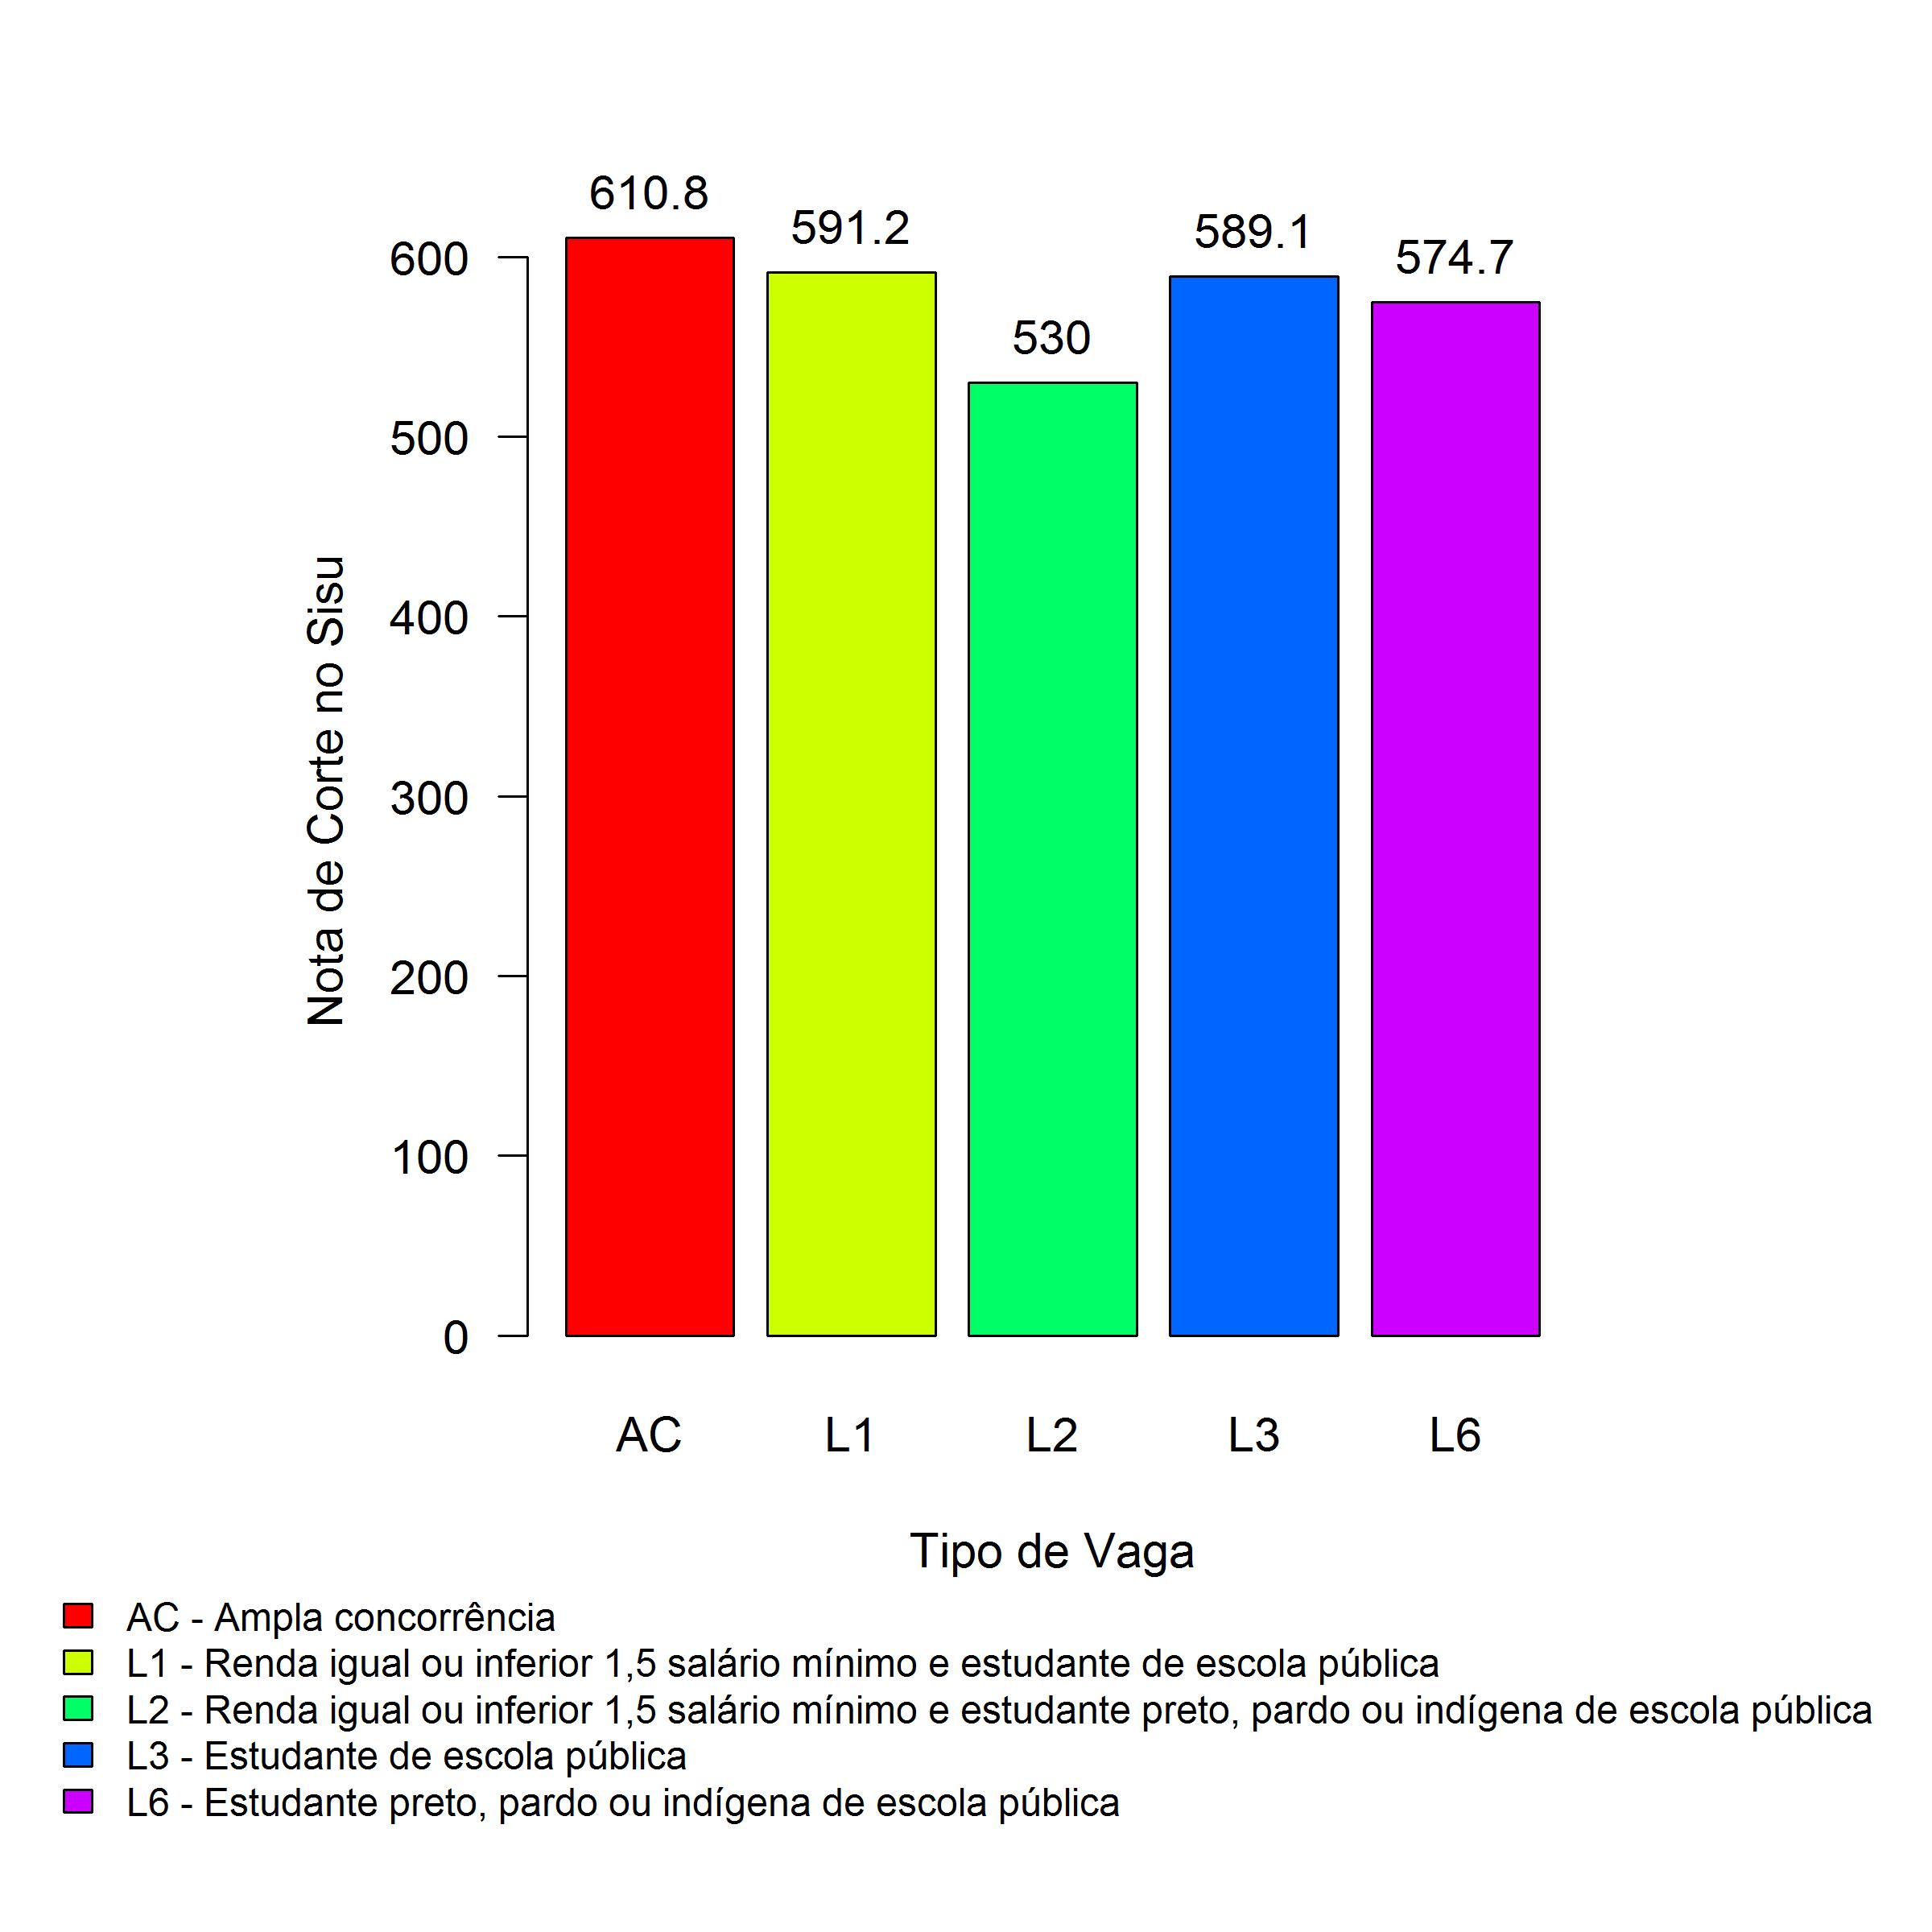 610.8
591.2
530
589.1
574.7
600
500
400
300
200
100
0
Nota de Corte no Sisu
AC
L1
L2
L3
L6
Tipo de Vaga
AC - Ampla concorrência
L1 - Renda igual ou inferior 1,5 salário mínimo e estudante de escola pública
L2 - Renda igual ou inferior 1,5 salário mínimo e estudante preto, pardo ou indígena de escola pública
L3 - Estudante de escola pública
L6 - Estudante preto, pardo ou indígena de escola pública